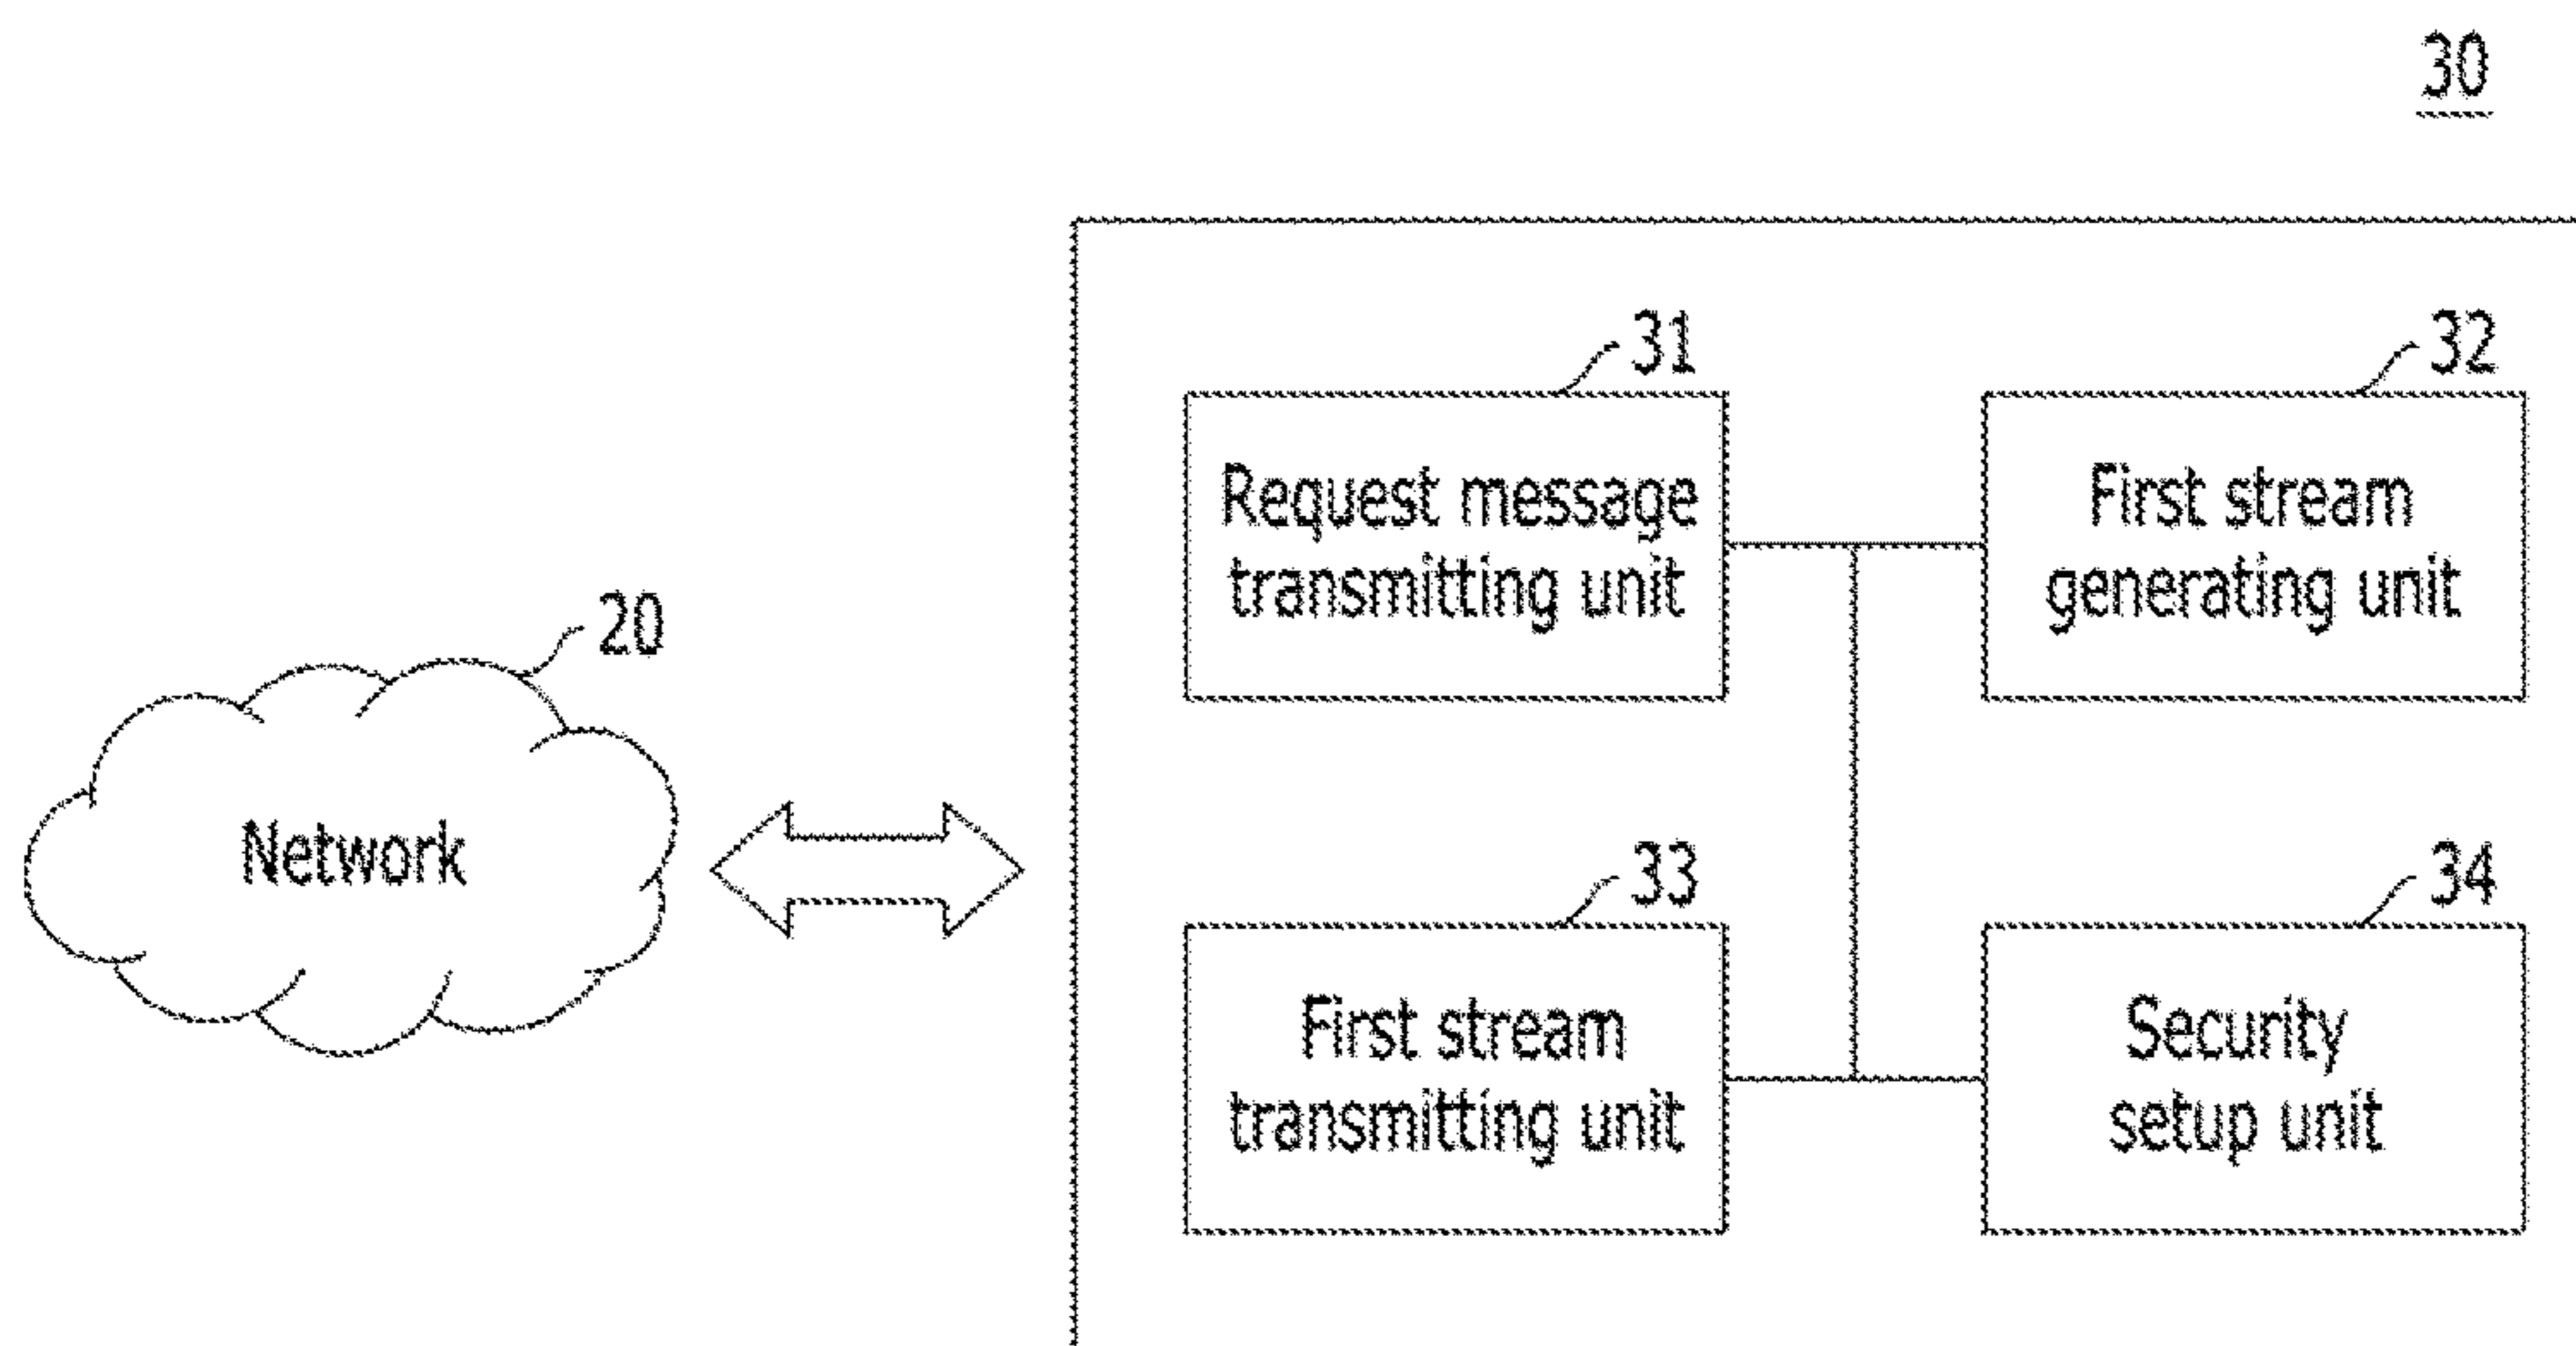 30
31
32
Request message
transmitting unit
First stream
generating unit
20
Network
33
34
First stream
transmitting unit
Security
setup unit